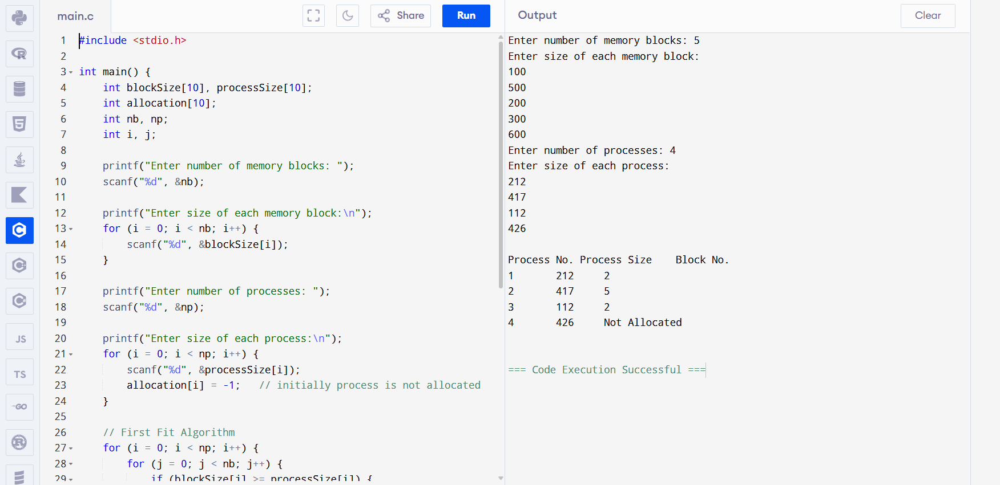 main.c
Share
Run
Output
Clear
JS
TS
GO
1 #include <stdio.h>
2
3 int main() {
4     int blockSize[10], processSize[10];
5     int allocation[10];
6     int nb, np;
7     int i, j;
8
9     printf("Enter number of memory blocks: ");
10     scanf("%d", &nb);
11
12     printf("Enter size of each memory block:\n");
13     for (i = 0; i < nb; i++) {
14         scanf("%d", &blockSize[i]);
15     }
16
17     printf("Enter number of processes: ");
18     scanf("%d", &np);
19
20     printf("Enter size of each process:\n");
21     for (i = 0; i < np; i++) {
22         scanf("%d", &processSize[i]);
23         allocation[i] = -1;   // initially process is not allocated
24     }
25
26     // First Fit Algorithm
27     for (i = 0; i < np; i++) {
28         for (j = 0; j < nb; j++) {
29             if (blockSize[j] >= processSize[i]) {
Enter number of memory blocks: 5
Enter size of each memory block:
100
500
200
300
600
Enter number of processes: 4
Enter size of each process:
212
417
112
426
Process No. Process Size    Block No.
1       212     2
2       417     5
3       112     2
4       426     Not Allocated
=== Code Execution Successful ===